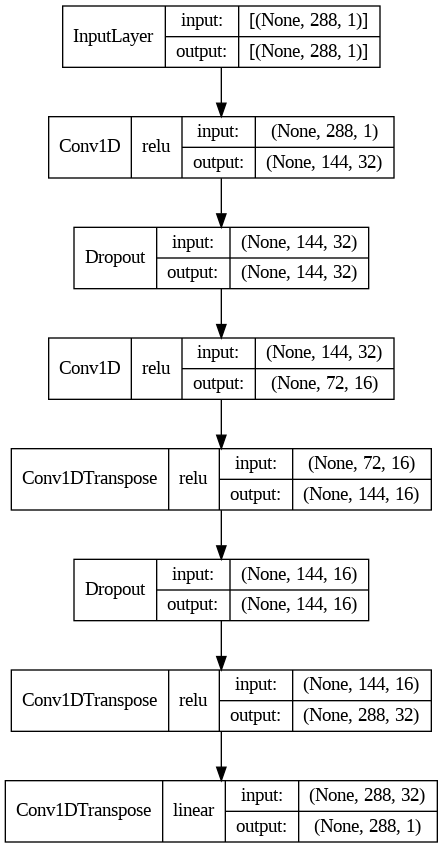 InputLayer input: [(None, 288, 1)]
output: [(None, 288, 1)]
Conv1D relu input: (None, 288, 1)
output: (None, 144, 32)
Dropout input: (None, 144, 32)
output: (None, 144, 32)
Conv1D relu input: (None, 144, 32)
output: (None, 72, 16)
Conv1DTranspose relu input: (None, 72, 16)
output: (None, 144, 16)
Dropout input: (None, 144, 16)
output: (None, 144, 16)
Conv1DTranspose relu input: (None, 144, 16)
output: (None, 288, 32)
Conv1DTranspose linear input: (None, 288, 32)
output: (None, 288, 1)